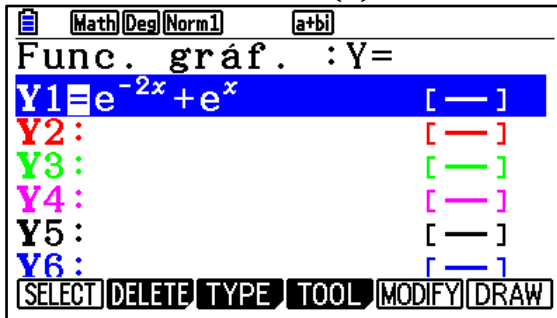 Math Deg Norm1 a+bi
Func. gráf. :Y=
Y1=e⁻²ˣ+eˣ [—]
Y2: [—]
Y3: [—]
Y4: [—]
Y5: [—]
Y6: [—]
SELECT DELETE TYPE TOOL MODIFY DRAW